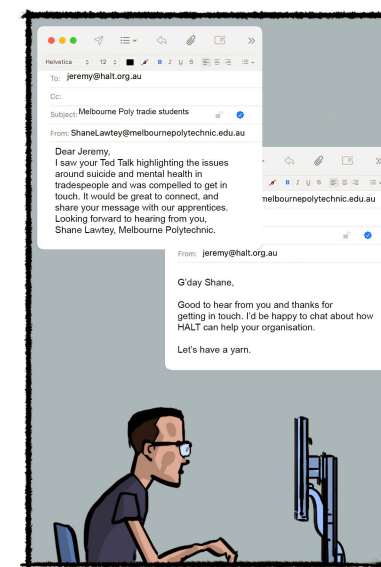 Helvetica 12 B I U S
To: jeremy@halt.org.au
Cc:
Subject: Melbourne Poly tradie students
From: ShaneLawtey@melbournepolytechnic.edu.au
Dear Jeremy,
I saw your Ted Talk highlighting the issues
around suicide and mental health in
tradespeople and was compelled to get in
touch. It would be great to connect, and
share your message with our apprentices.
Looking forward to hearing from you,
Shane Lawtey, Melbourne Polytechnic.
B I U S
melbournepolytechnic.edu.au
From: jeremy@halt.org.au
G'day Shane,
Good to hear from you and thanks for
getting in touch. I'd be happy to chat about how
HALT can help your organisation.
Let's have a yarn.